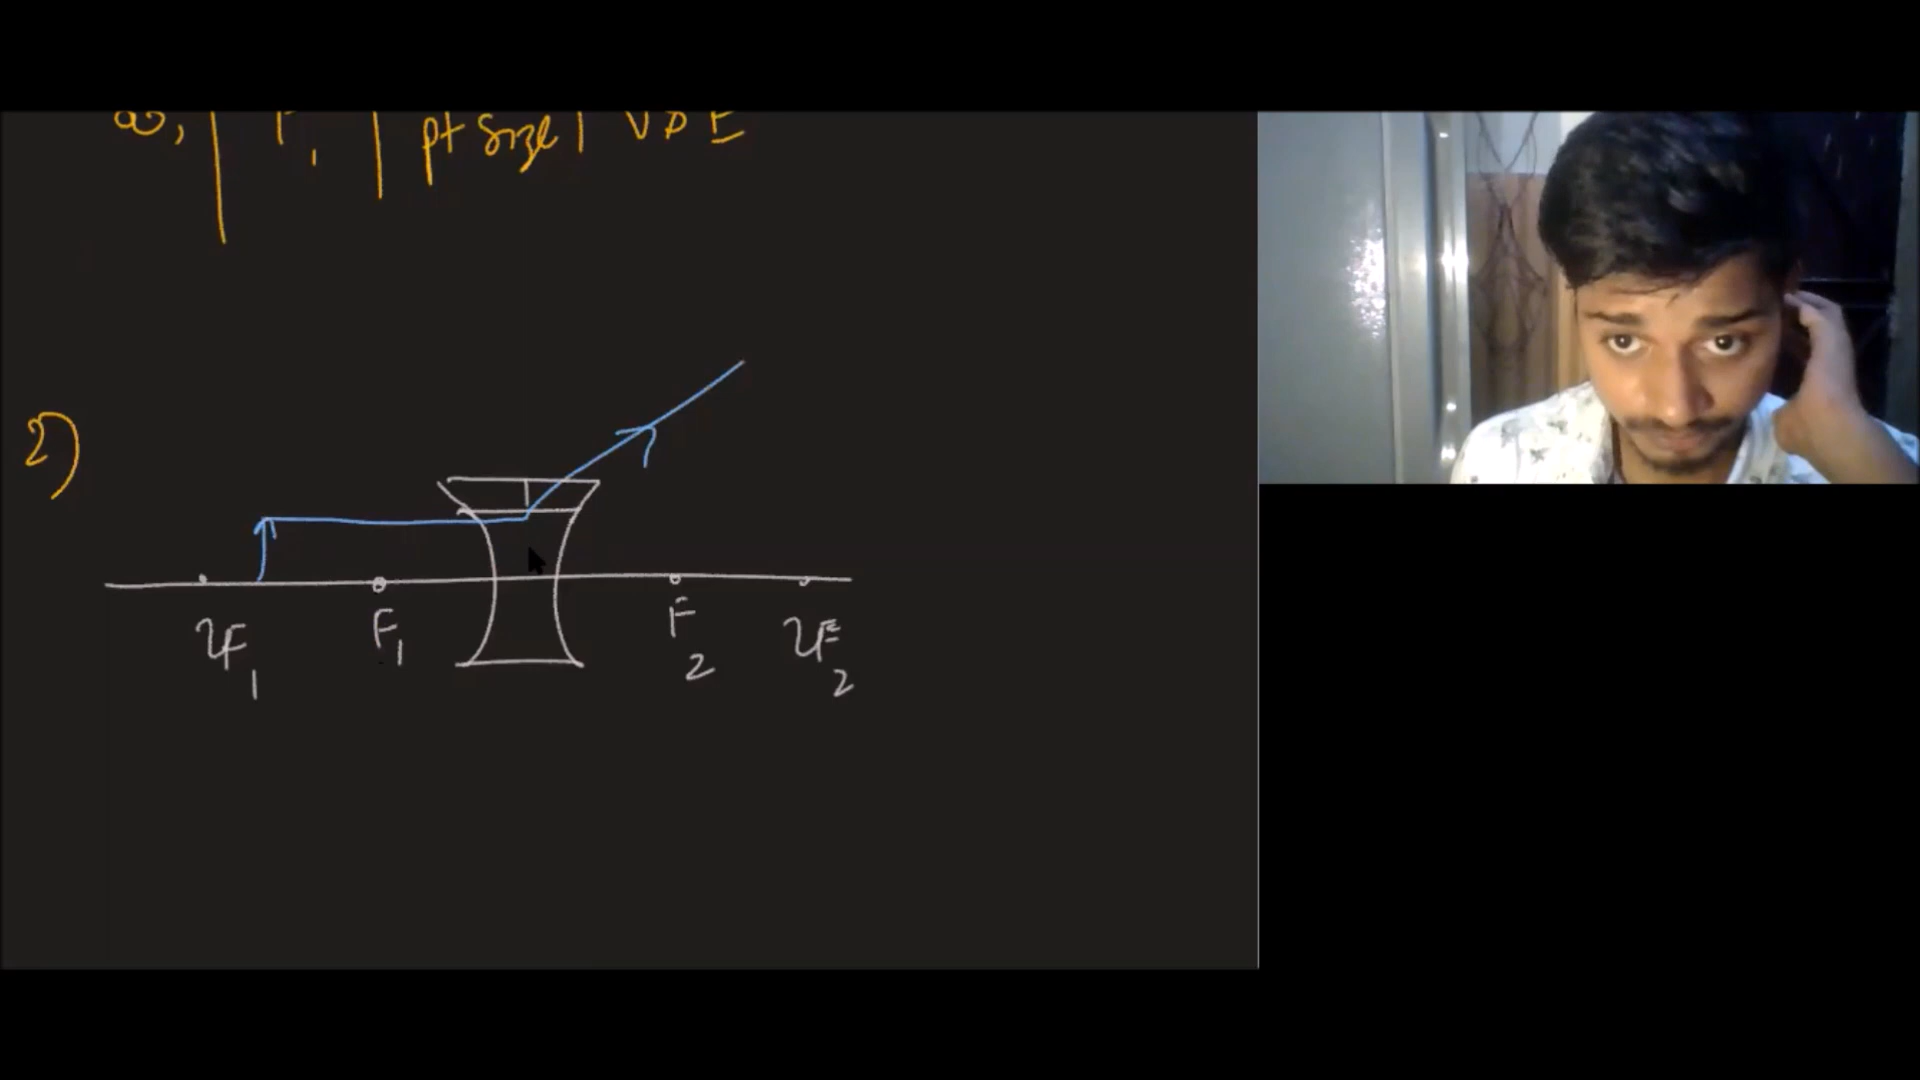 ∞, | F₁ | pt size | V & E
2)
2F₁ F₁ F₂ 2F₂